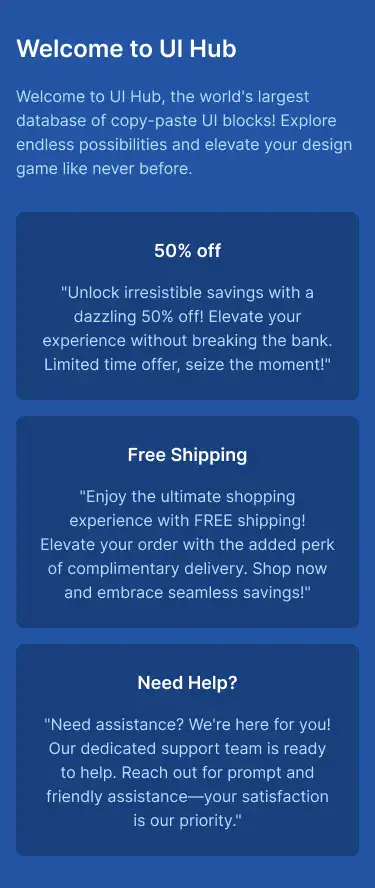 Welcome to UI Hub
Welcome to UI Hub, the world's largest
database of copy-paste UI blocks! Explore
endless possibilities and elevate your design
game like never before.
50% off
"Unlock irresistible savings with a
dazzling 50% off! Elevate your
experience without breaking the bank.
Limited time offer, seize the moment!"
Free Shipping
"Enjoy the ultimate shopping
experience with FREE shipping!
Elevate your order with the added perk
of complimentary delivery. Shop now
and embrace seamless savings!"
Need Help?
"Need assistance? We're here for you!
Our dedicated support team is ready
to help. Reach out for prompt and
friendly assistance—your satisfaction
is our priority."